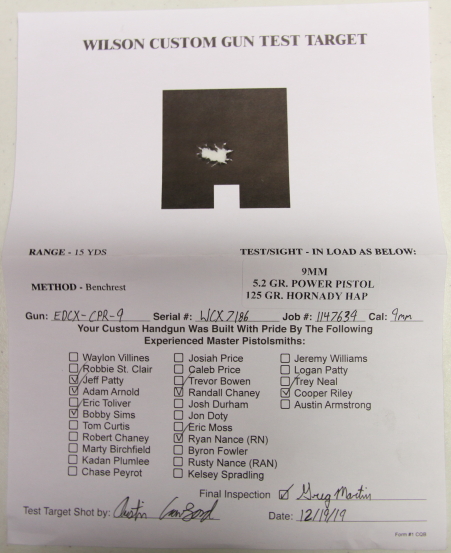 WILSON CUSTOM GUN TEST TARGET
RANGE - 15 YDS
TEST/SIGHT - IN LOAD AS BELOW:
METHOD - Benchrest
9MM
5.2 GR. POWER PISTOL
125 GR. HORNADY HAP
Gun: EDCX-CPR-9 Serial #: WCX7186 Job #: 1147639 Cal: 9mm
Your Custom Handgun Was Built With Pride By The Following
Experienced Master Pistolsmiths:
Waylon Villines
Robbie St. Clair
Jeff Patty
Adam Arnold
Eric Toliver
Bobby Sims
Tom Curtis
Robert Chaney
Marty Birchfield
Kadan Plumlee
Chase Peyrot
Josiah Price
Caleb Price
Trevor Bowen
Randall Chaney
Josh Durham
Jon Doty
Eric Moss
Ryan Nance (RN)
Byron Fowler
Rusty Nance (RAN)
Kelsey Spradling
Jeremy Williams
Logan Patty
Trey Neal
Cooper Riley
Austin Armstrong
Final Inspection Greg Martin
Test Target Shot by: Austin
Date: 12/19/19
Form #1 CQB